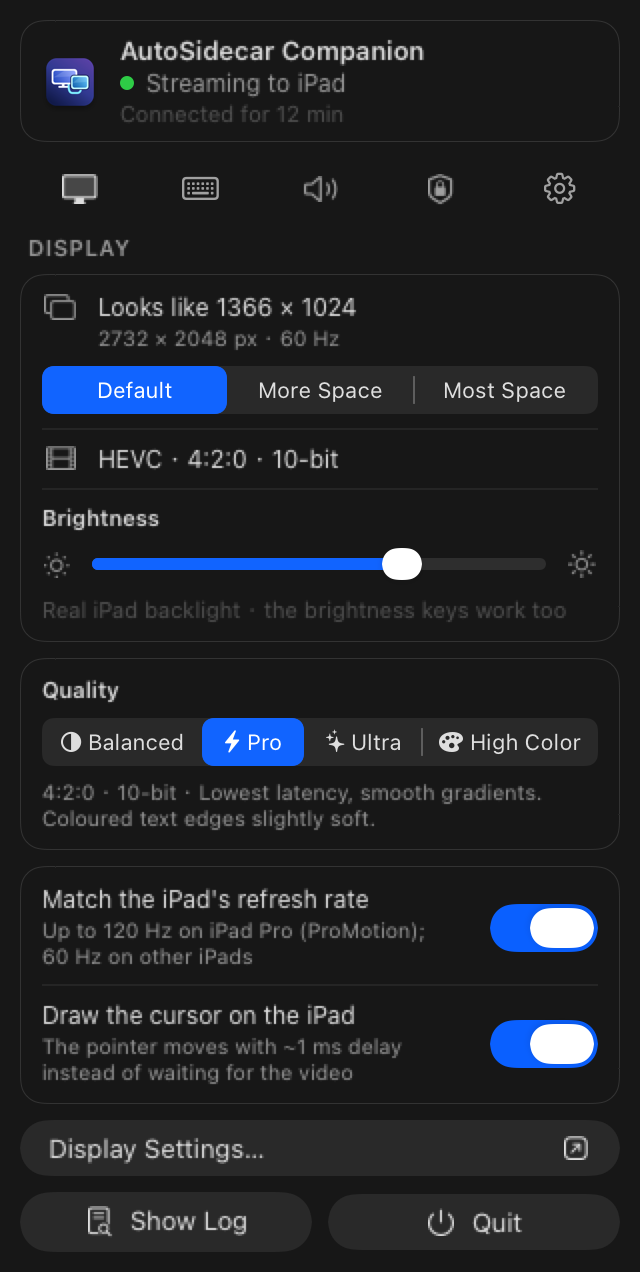 AutoSidecar Companion
Streaming to iPad
Connected for 12 min
DISPLAY
Looks like 1366 × 1024
2732 × 2048 px · 60 Hz
Default More Space Most Space
HEVC · 4:2:0 · 10-bit
Brightness
Real iPad backlight · the brightness keys work too
Quality
Balanced Pro Ultra High Color
4:2:0 · 10-bit · Lowest latency, smooth gradients.
Coloured text edges slightly soft.
Match the iPad's refresh rate
Up to 120 Hz on iPad Pro (ProMotion);
60 Hz on other iPads
Draw the cursor on the iPad
The pointer moves with ~1 ms delay
instead of waiting for the video
Display Settings...
Show Log Quit